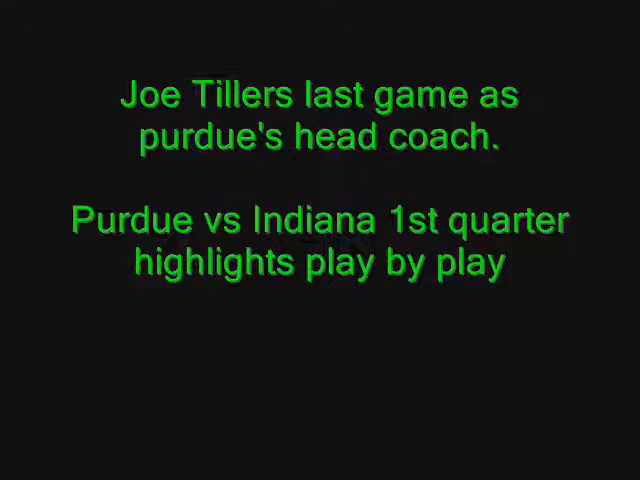 Joe Tillers last game as
purdue's head coach.
Purdue vs Indiana 1st quarter
highlights play by play